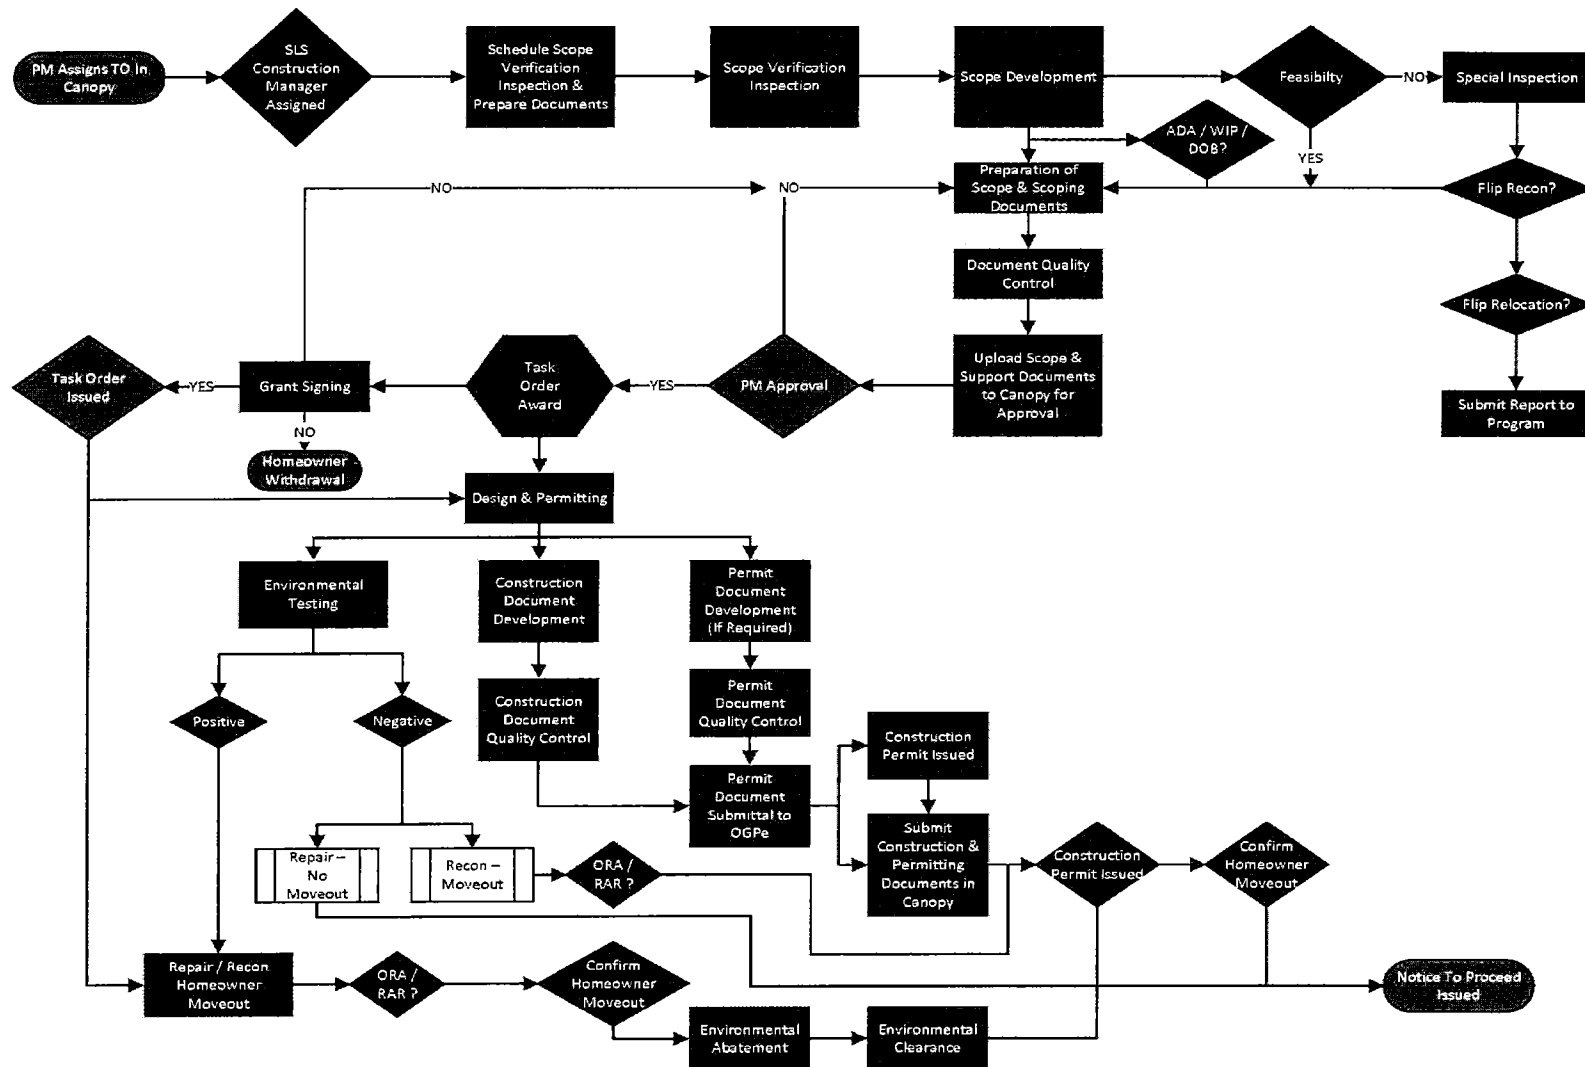 PM Assigns TO In
Canopy
SLS
Construction
Manager
Assigned
Schedule Scope
Verification
Inspection &
Prepare Documents
Scope Verification
Inspection
Scope Development
Feasibilty
NO
Special Inspection
ADA / WIP /
DOB?
YES
NO
NO
Preparation of
Scope & Scoping
Documents
Flip Recon?
Document Quality
Control
Flip Relocation?
Task Order
Issued
YES
Grant Signing
Task
Order
Award
YES
PM Approval
Upload Scope &
Support Documents
to Canopy for
Approval
Submit Report to
Program
NO
Homeowner
Withdrawal
Design & Permitting
Environmental
Testing
Construction
Document
Development
Permit
Document
Development
(If Required)
Positive
Negative
Construction
Document
Quality Control
Permit
Document
Quality Control
Construction
Permit Issued
Permit
Document
Submittal to
OGPe
Repair –
No
Moveout
Recon –
Moveout
ORA /
RAR ?
Submit
Construction &
Permitting
Documents in
Canopy
Construction
Permit Issued
Confirm
Homeowner
Moveout
Repair / Recon
Homeowner
Moveout
ORA /
RAR ?
Confirm
Homeowner
Moveout
Notice To Proceed
Issued
Environmental
Abatement
Environmental
Clearance